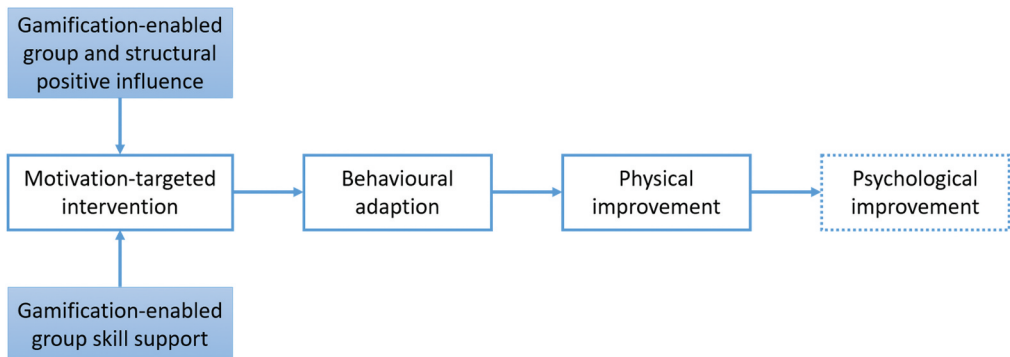 Gamification-enabled
group and structural
positive influence
Motivation-targeted
intervention
Behavioural
adaption
Physical
improvement
Psychological
improvement
Gamification-enabled
group skill support